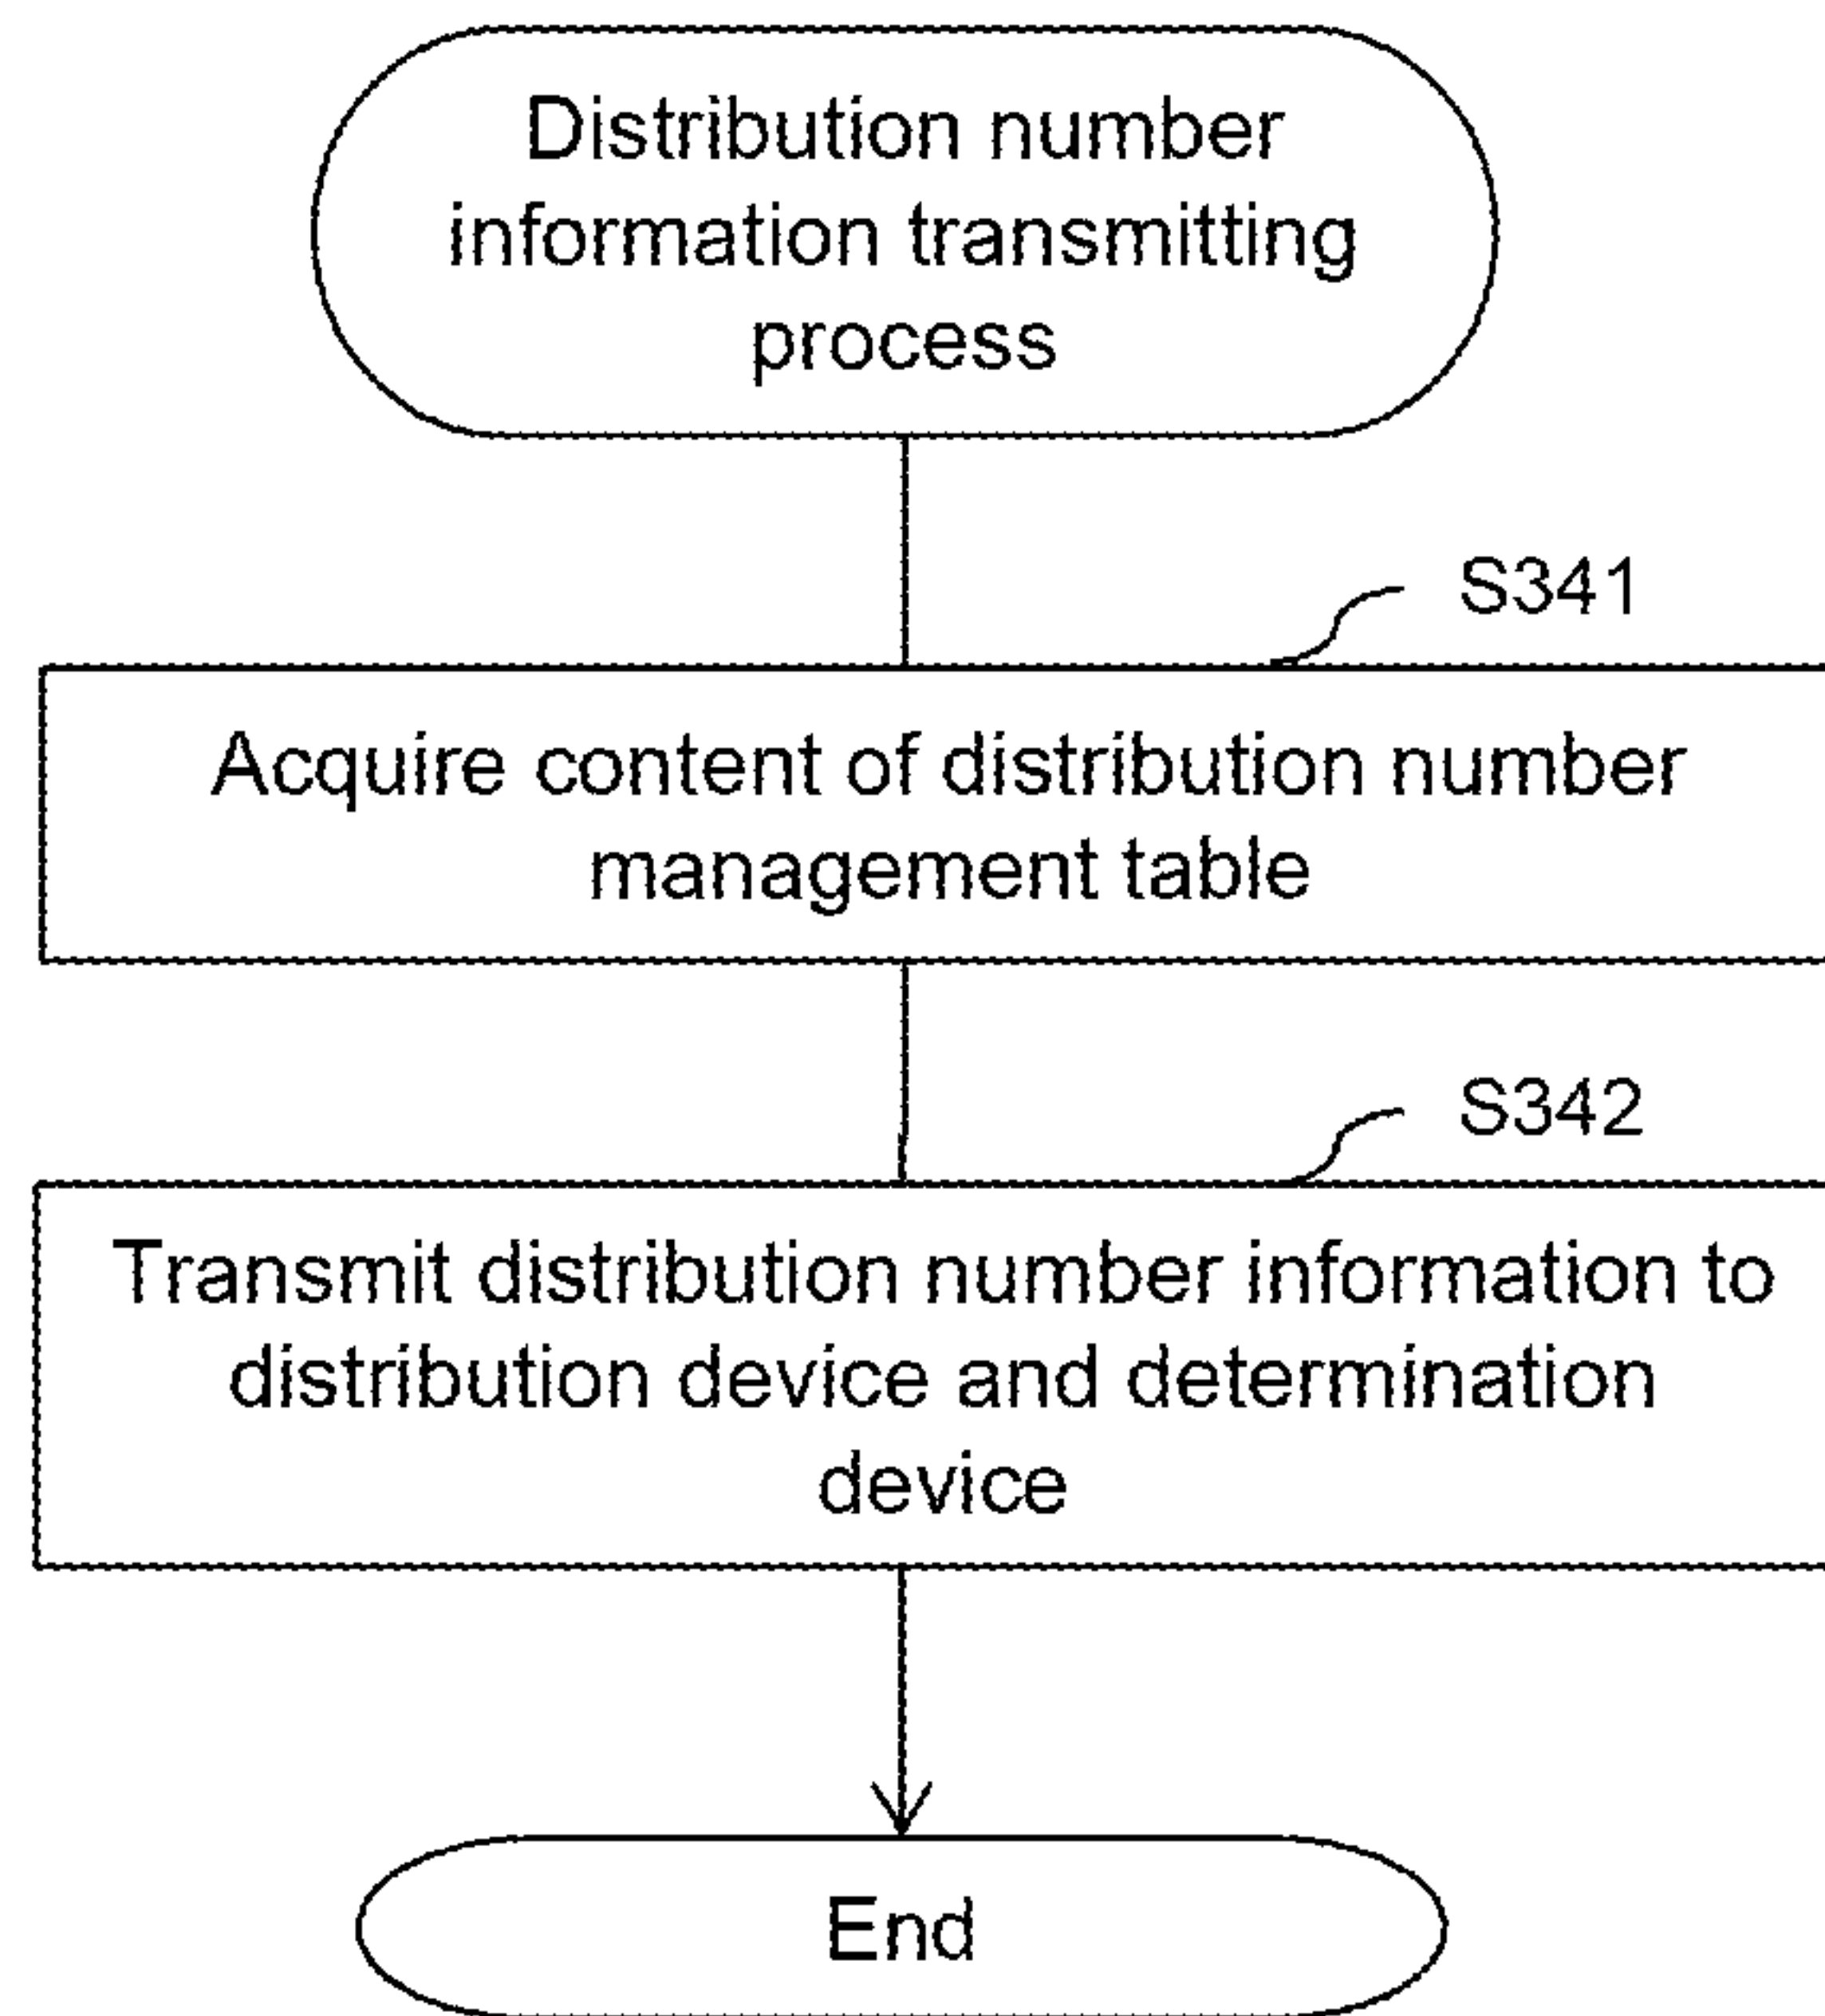 Distribution number
information transmitting
process
S341
Acquire content of distribution number
management table
S342
Transmit distribution number information to
distribution device and determination
device
End